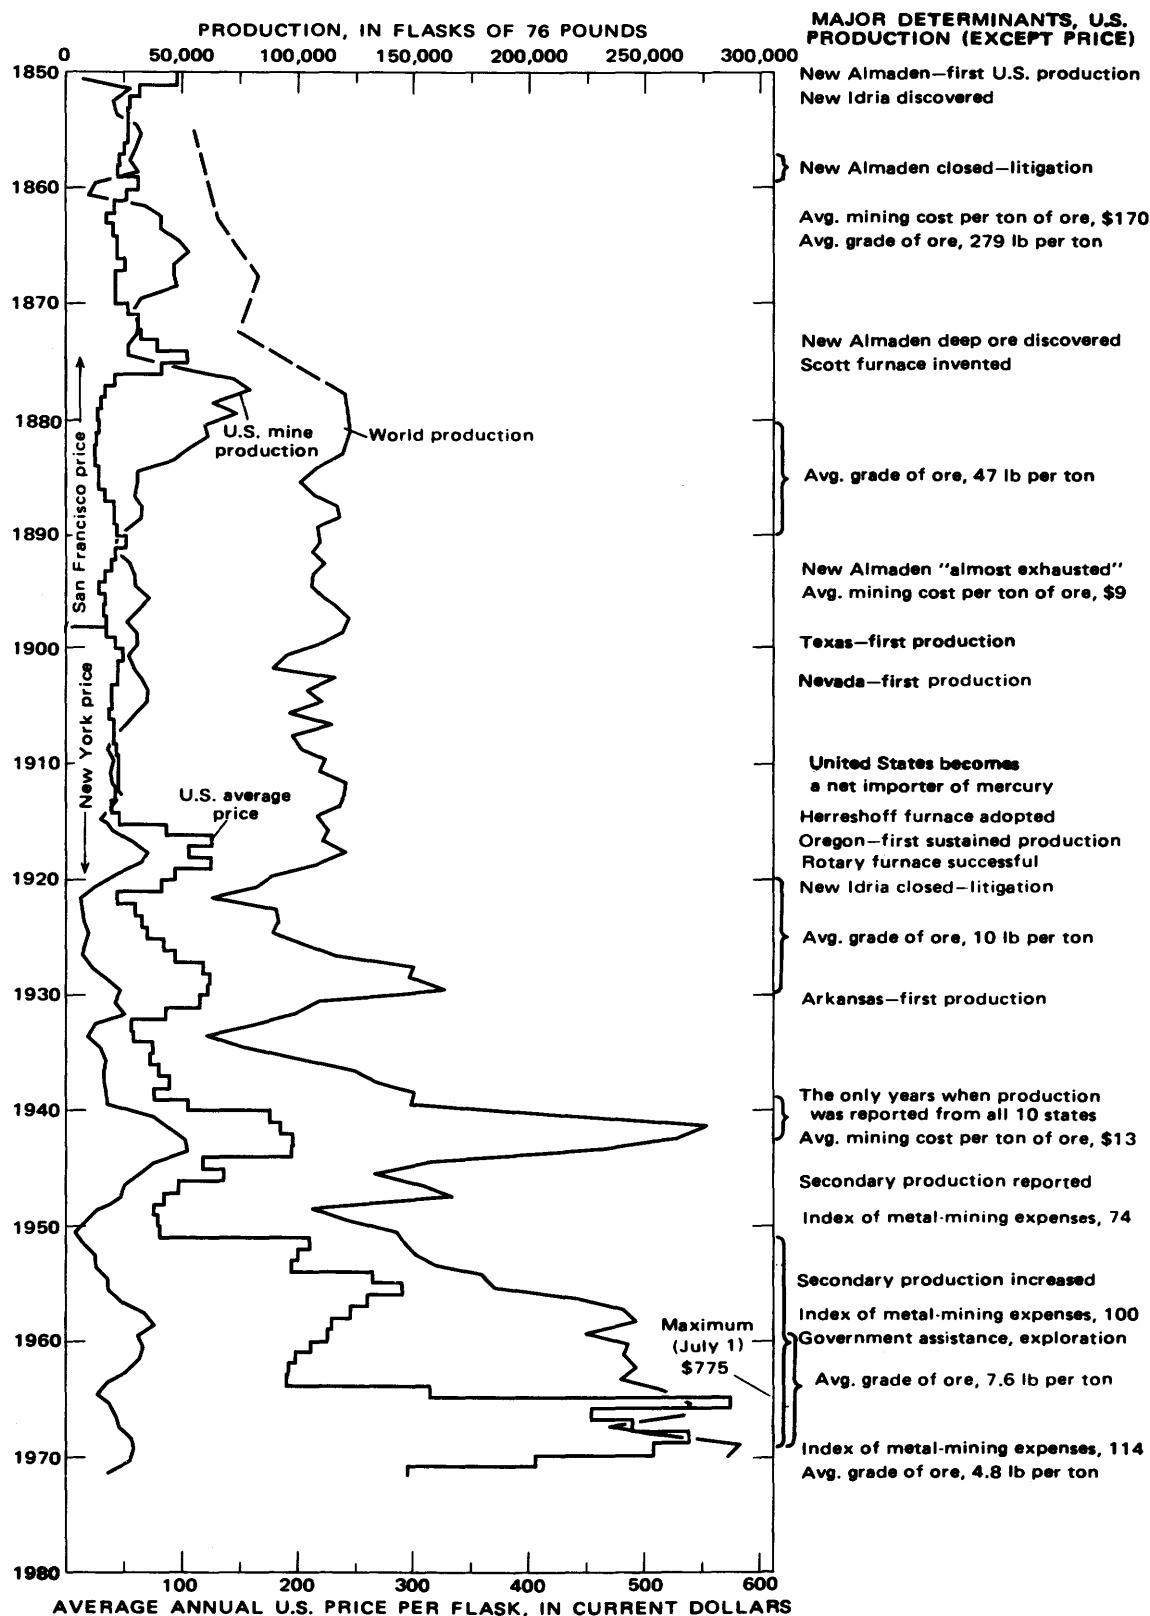 PRODUCTION, IN FLASKS OF 76 POUNDS
0 50,000 100,000 150,000 200,000 250,000 300,000
MAJOR DETERMINANTS, U.S.
PRODUCTION (EXCEPT PRICE)
1850
New Almaden—first U.S. production
New Idria discovered
New Almaden closed—litigation
1860
Avg. mining cost per ton of ore, $170
Avg. grade of ore, 279 lb per ton
1870
New Almaden deep ore discovered
Scott furnace invented
1880
U.S. mine
production
World production
San Francisco price
Avg. grade of ore, 47 lb per ton
1890
New Almaden "almost exhausted"
Avg. mining cost per ton of ore, $9
1900
Texas—first production
Nevada—first production
New York price
1910
United States becomes
a net importer of mercury
U.S. average
price
Herreshoff furnace adopted
Oregon—first sustained production
Rotary furnace successful
1920
New Idria closed—litigation
Avg. grade of ore, 10 lb per ton
1930
Arkansas—first production
The only years when production
was reported from all 10 states
1940
Avg. mining cost per ton of ore, $13
Secondary production reported
Index of metal-mining expenses, 74
1950
Secondary production increased
Index of metal-mining expenses, 100
Maximum
(July 1)
$775
1960
Government assistance, exploration
Avg. grade of ore, 7.6 lb per ton
1970
Index of metal-mining expenses, 114
Avg. grade of ore, 4.8 lb per ton
1980
0 100 200 300 400 500 600
AVERAGE ANNUAL U.S. PRICE PER FLASK, IN CURRENT DOLLARS